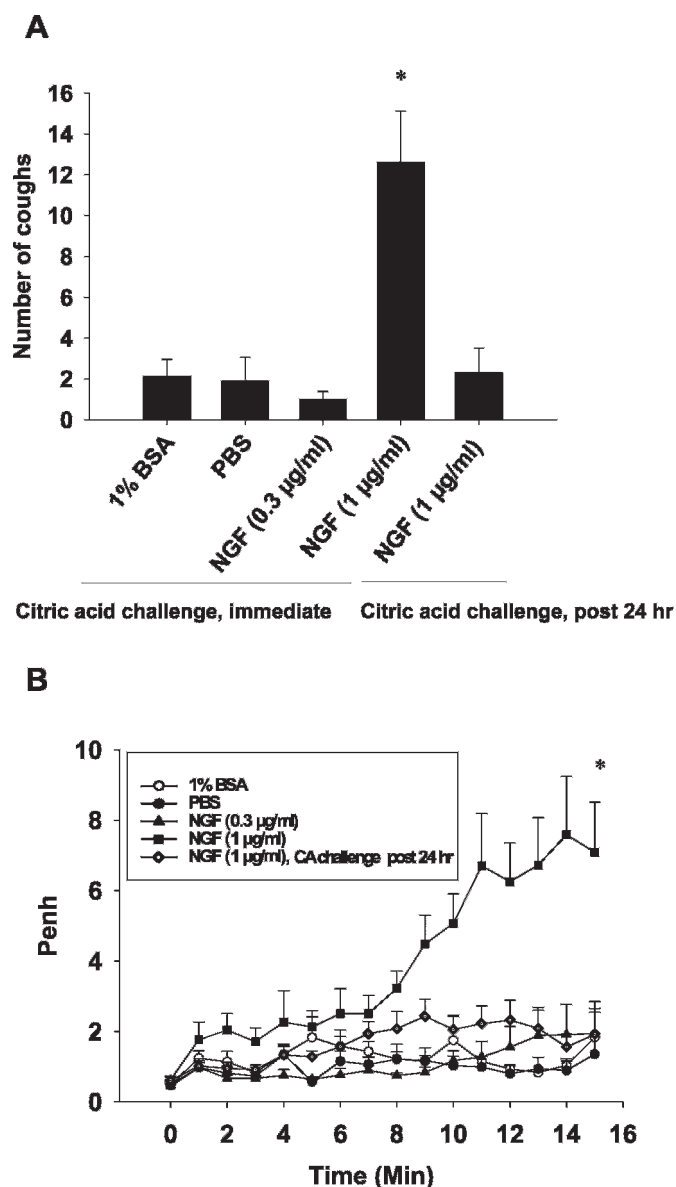 A
*
16
14
12
10
8
6
4
2
0
Number of coughs
1% BSA
PBS
NGF (0.3 µg/ml)
NGF (1 µg/ml)
NGF (1 µg/ml)
Citric acid challenge, immediate
Citric acid challenge, post 24 hr
B
10
8
6
4
2
0
Penh
1% BSA
PBS
NGF (0.3 µg/ml)
NGF (1 µg/ml)
NGF (1 µg/ml), CA challenge post 24 hr
*
0 2 4 6 8 10 12 14 16
Time (Min)